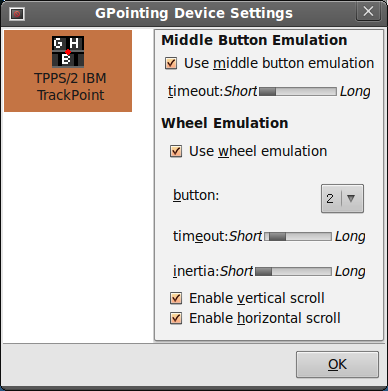 GPointing Device Settings
G H
B
TPPS/2 IBM
TrackPoint
Middle Button Emulation
Use middle button emulation
timeout: Short Long
Wheel Emulation
Use wheel emulation
button: 2
timeout: Short Long
inertia: Short Long
Enable vertical scroll
Enable horizontal scroll
OK